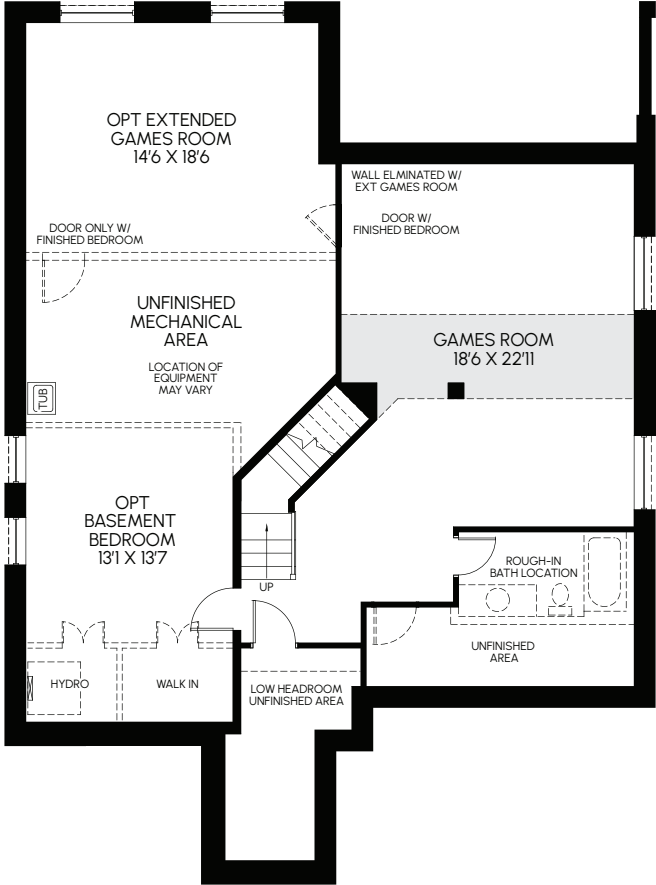 OPT EXTENDED
GAMES ROOM
14'6 X 18'6
WALL ELMINATED W/
EXT GAMES ROOM
DOOR W/
FINISHED BEDROOM
DOOR ONLY W/
FINISHED BEDROOM
UNFINISHED
MECHANICAL
AREA
LOCATION OF
EQUIPMENT
MAY VARY
GAMES ROOM
18'6 X 22'11
TUB
OPT
BASEMENT
BEDROOM
13'1 X 13'7
UP
ROUGH-IN
BATH LOCATION
UNFINISHED
AREA
HYDRO
WALK IN
LOW HEADROOM
UNFINISHED AREA